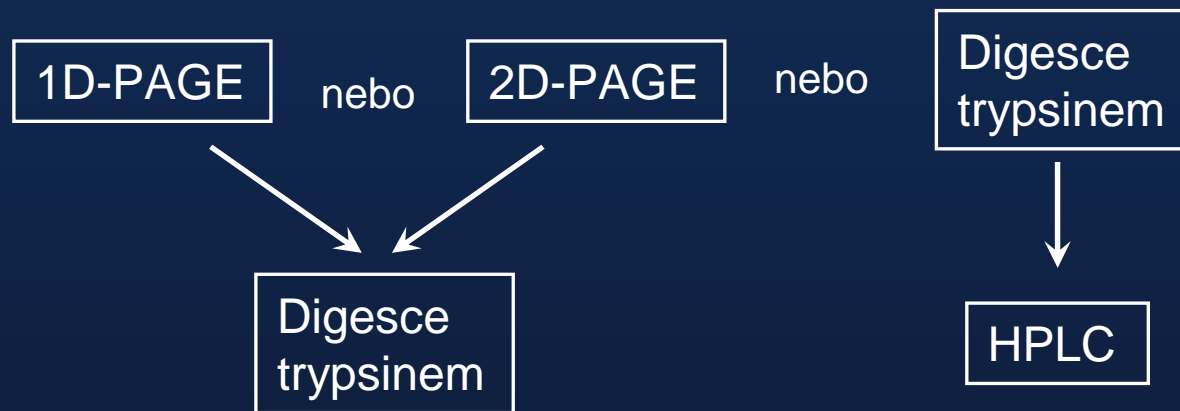 1D-PAGE
nebo
2D-PAGE
nebo
Digesce
trypsinem
Digesce
trypsinem
HPLC